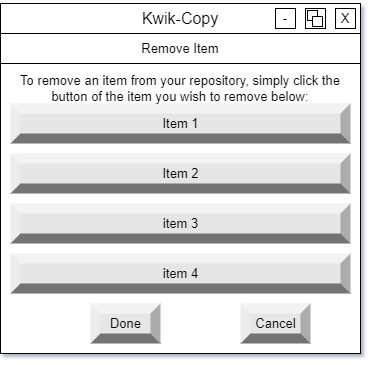 Kwik-Copy - X
Remove Item
To remove an item from your repository, simply click the
button of the item you wish to remove below:
Item 1
Item 2
item 3
item 4
Done Cancel